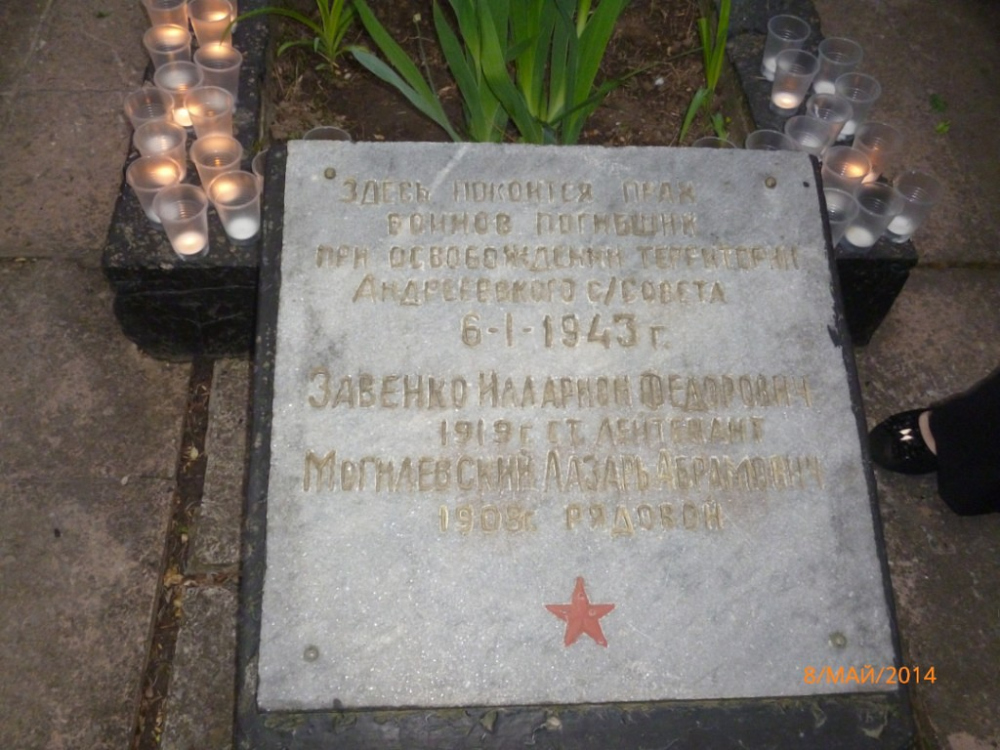 Здесь покоится прах
воинов погибших
при освобождении территории
Андреевского с/совета
6-I-1943 г.
Завенко Илларион Федорович
1919 г ст. лейтенант
Могилевский Лазарь Абрамович
1908г. рядовой
8/МАЙ/2014